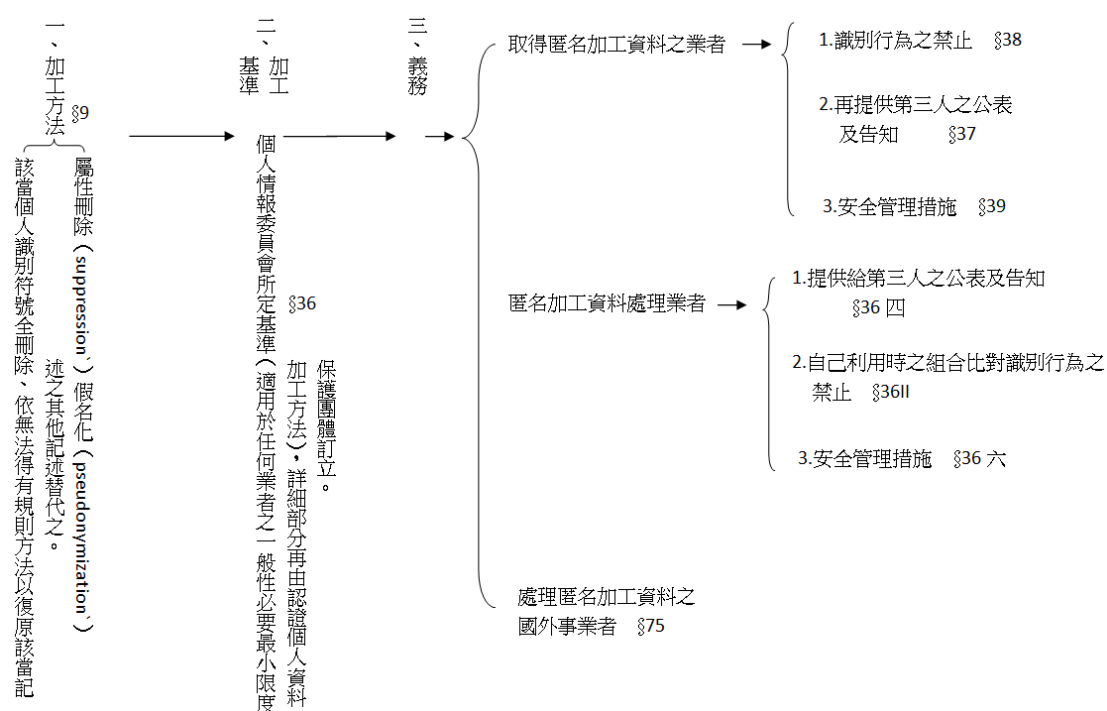 一、加工方法
§9
屬性刪除（suppression`）假名化（pseudonymization`）
該當個人識別符號全刪除、依無法得有規則方法以復原該當記
述之其他記述替代之。
二、加工
基準
個人情報委員會所定基準（適用於任何業者之一般性必要最小限度
加工方法），詳細部分再由認證個人資料
保護團體訂立。
§36
三、義務
取得匿名加工資料之業者
1.識別行為之禁止 §38
2.再提供第三人之公表
及告知 §37
3.安全管理措施 §39
匿名加工資料處理業者
1.提供給第三人之公表及告知
§36 四
2.自己利用時之組合比對識別行為之
禁止 §36II
3.安全管理措施 §36 六
處理匿名加工資料之
國外事業者 §75